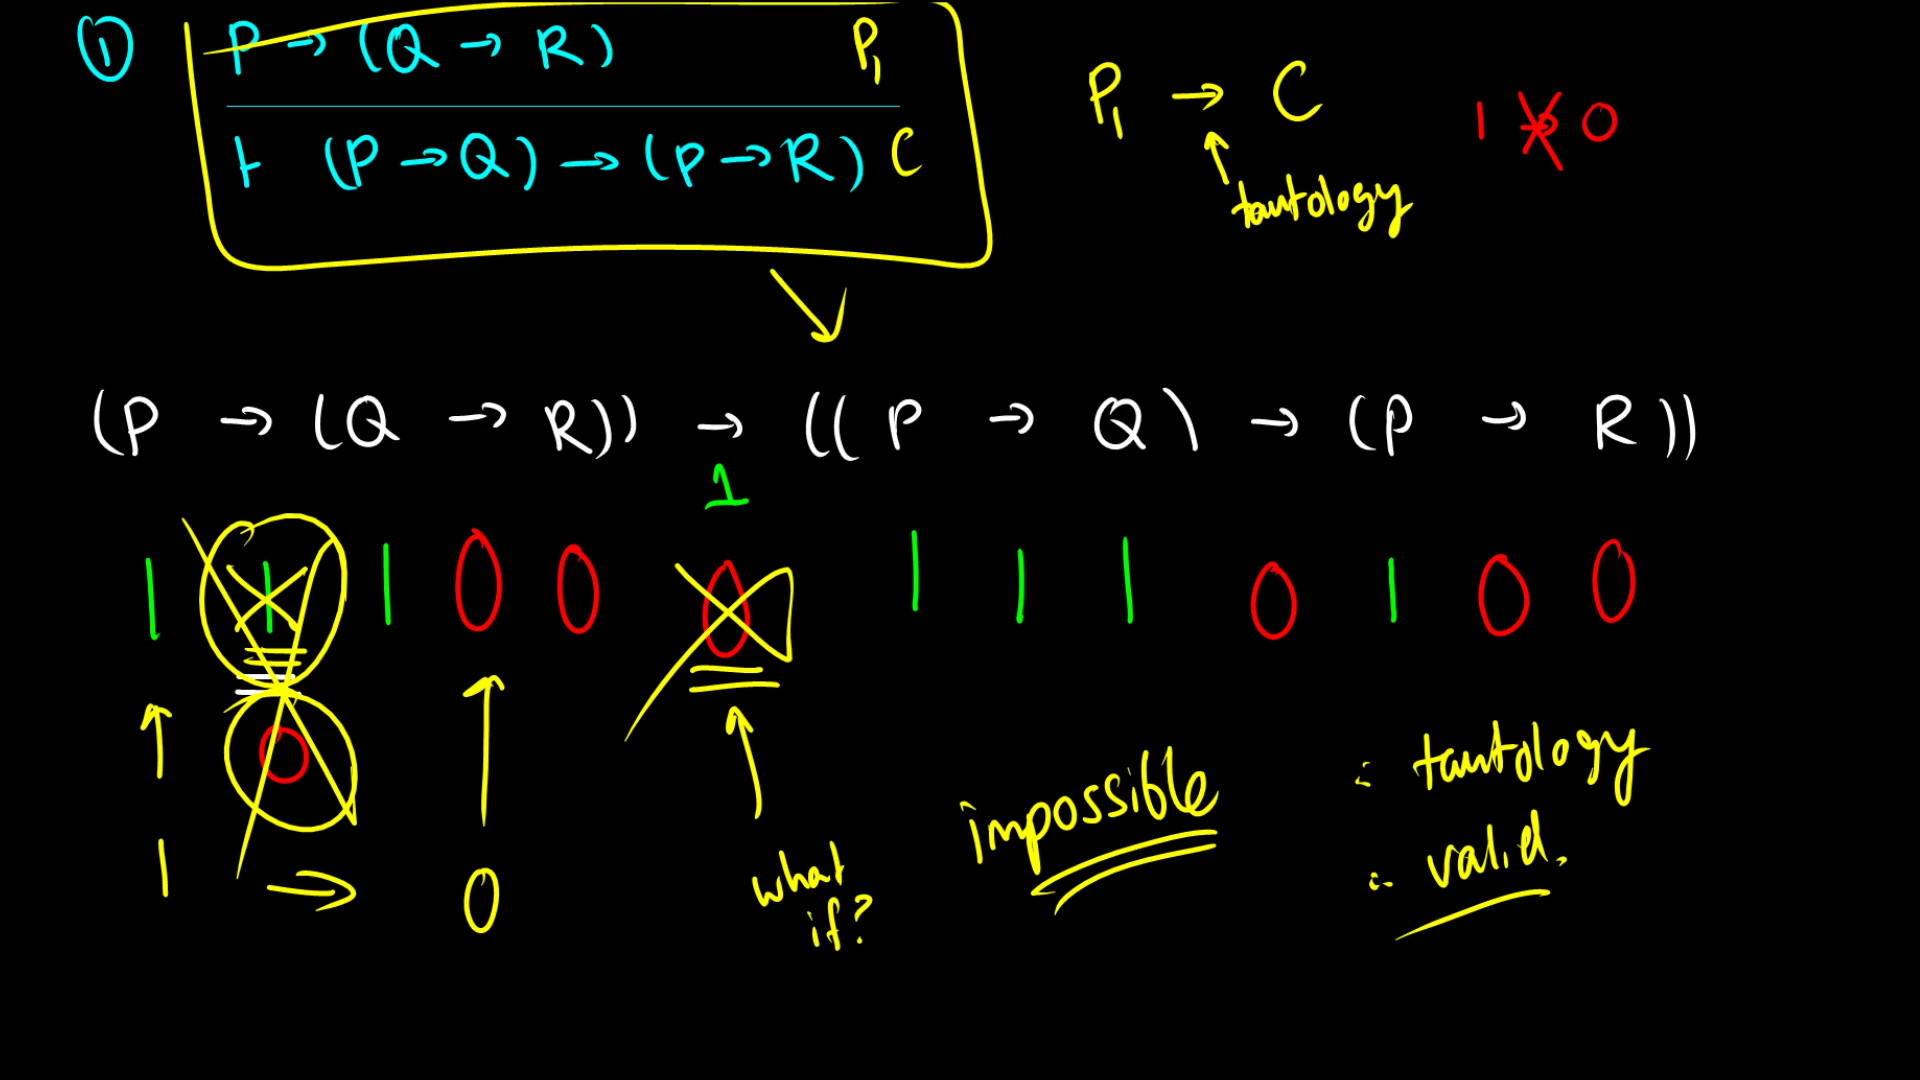 ① P → (Q → R) P₁
⊢ (P → Q) → (P → R) C
P₁ → C
1 → 0
tautology
(P → (Q → R)) → ((P → Q) → (P → R))
1
1 1 1 0 0 0 1 1 1 0 1 0 0
0
1 → 0
what if?
impossible
∴ tautology
∴ valid.